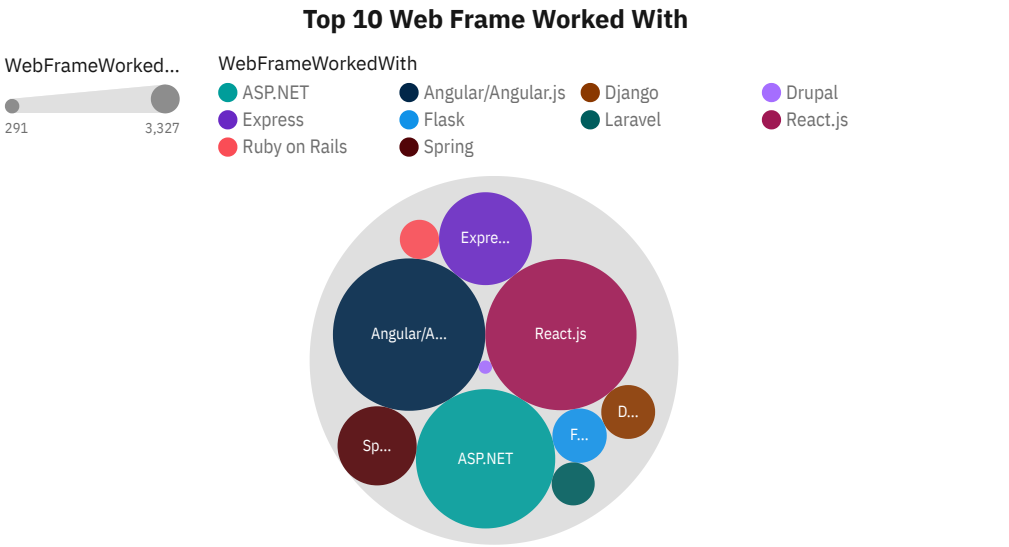 Top 10 Web Frame Worked With
WebFrameWorked...
291 3,327
WebFrameWorkedWith
ASP.NET Angular/Angular.js Django Drupal
Express Flask Laravel React.js
Ruby on Rails Spring
Expre...
Angular/A... React.js
D...
F...
Sp...
ASP.NET